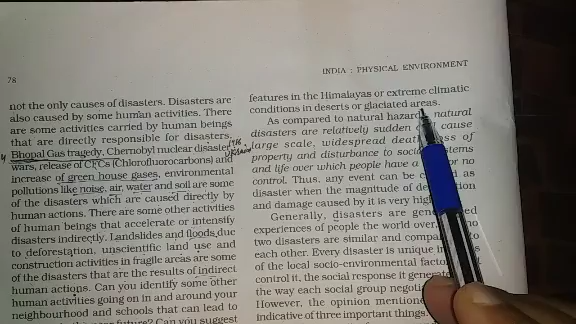 78
INDIA : PHYSICAL ENVIRONMENT
not the only causes of disasters. Disasters are
also caused by some human activities. There
are some activities carried by human beings
that are directly responsible for disasters.
Bhopal Gas tragedy, Chernobyl nuclear disaster,
wars, release of CFCs (Chlorofluorocarbons) and
increase of green house gases, environmental
pollutions like noise, air, water and soil are some
of the disasters which are caused directly by
human actions. There are some other activities
of human beings that accelerate or intensify
disasters indirectly. Landslides and floods due
to deforestation, unscientific land use and
construction activities in fragile areas are some
of the disasters that are the results of indirect
human actions. Can you identify some other
human activities going on in and around your
neighbourhood and schools that can lead to
future? Can you suggest
features in the Himalayas or extreme climatic
conditions in deserts or glaciated areas.
As compared to natural hazards, natural
disasters are relatively sudden cause
large scale, widespread of
property and disturbance to
and life over which people have a or no
control. Thus, any event can be as
disaster when the magnitude of
and damage caused by it is very
Generally, disasters are
experiences of people the world over,
two disasters are similar and
each other. Every disaster is unique
of the local socio-environmental
control it, the social response it
the way each social group
However, the opinion
indicative of three important things.